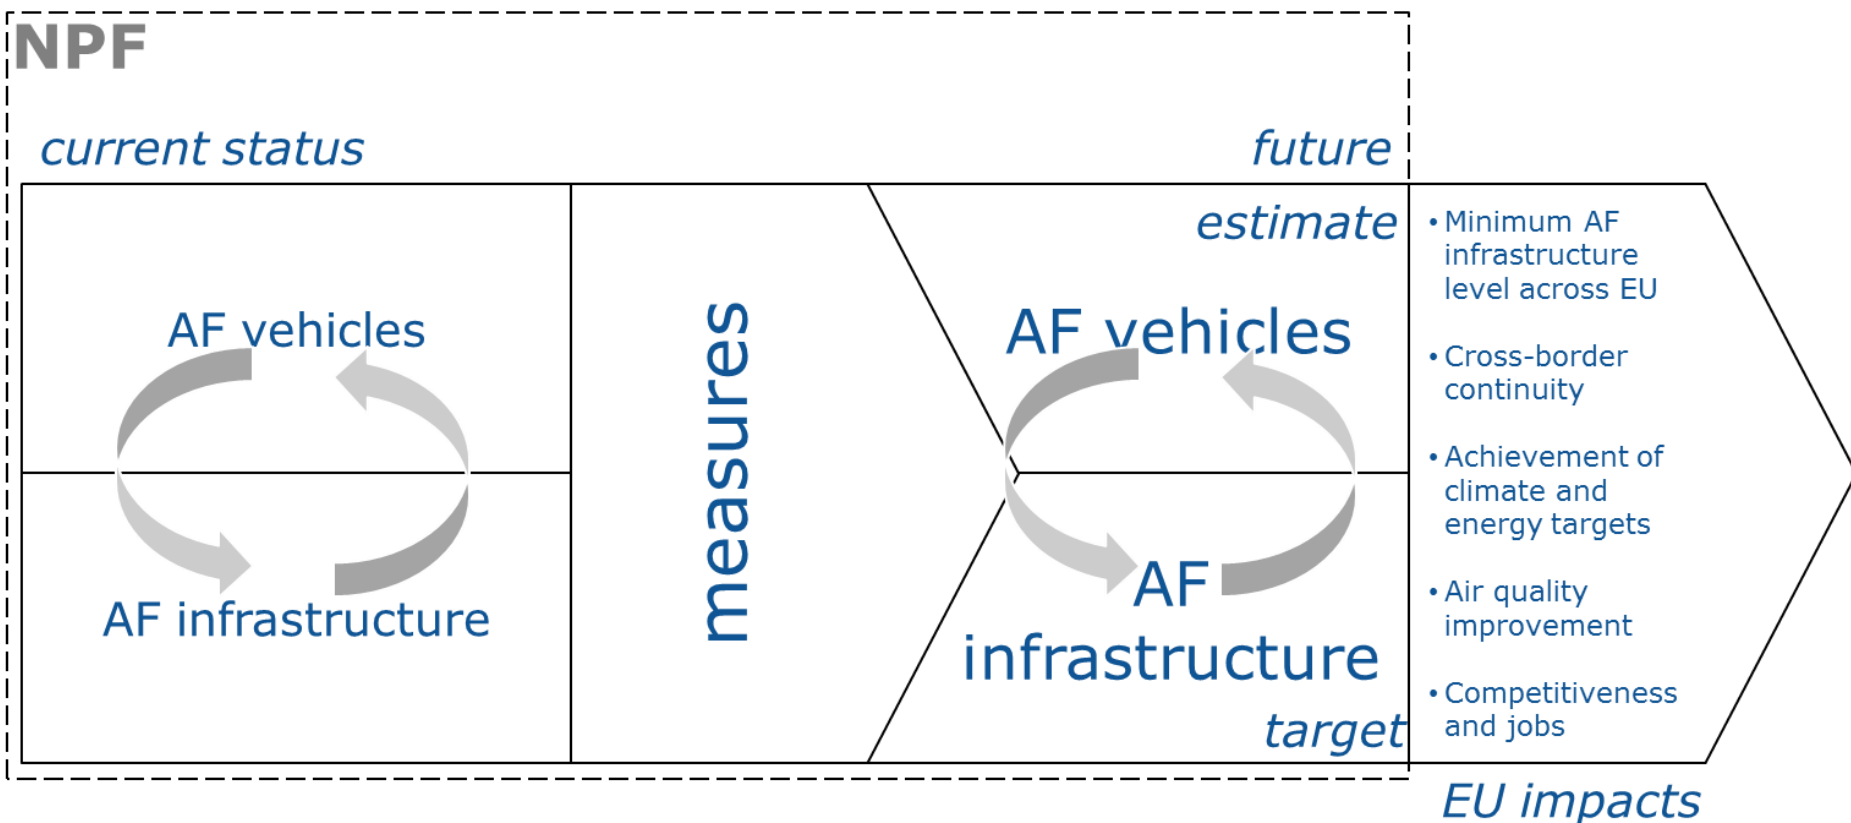 NPF
current status
future
AF vehicles
AF infrastructure
measures
estimate
AF vehicles
AF
infrastructure
target
• Minimum AF
infrastructure
level across EU
• Cross-border
continuity
• Achievement of
climate and
energy targets
• Air quality
improvement
• Competitiveness
and jobs
EU impacts